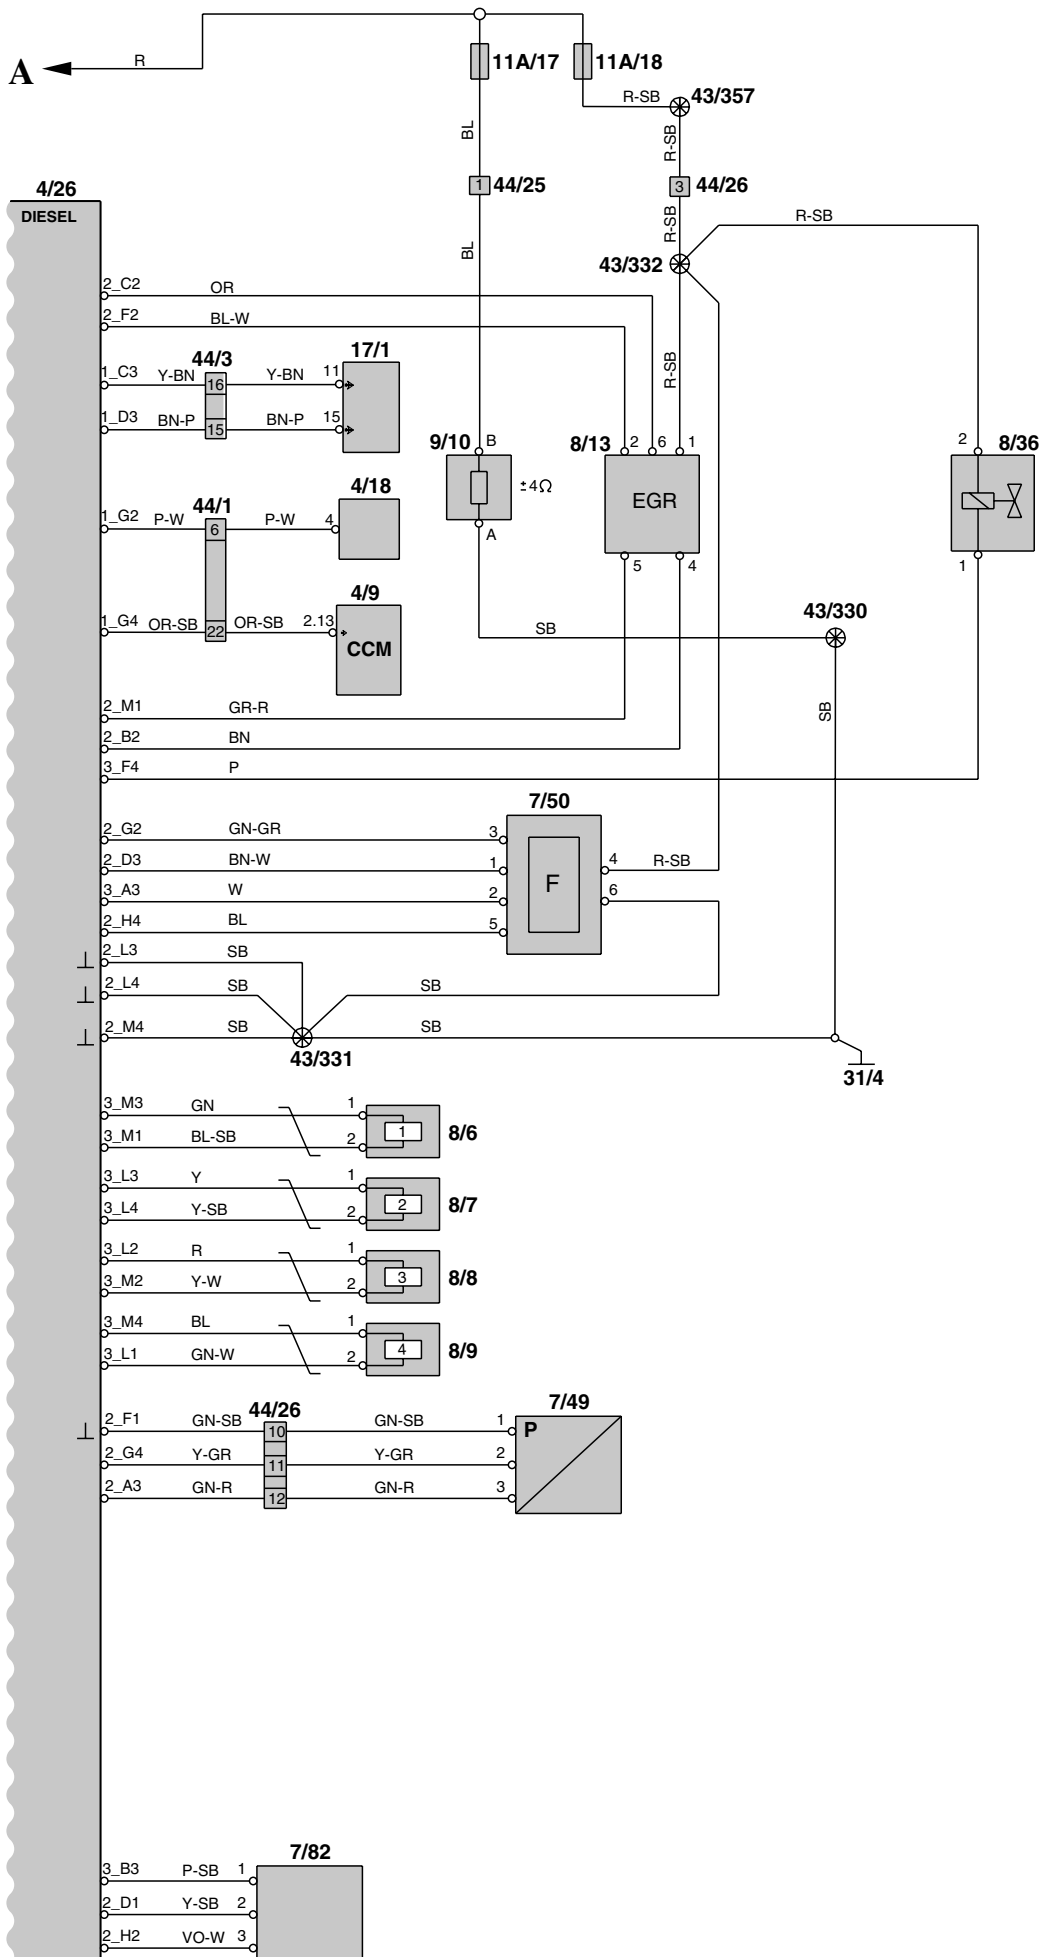 A
R
11A/17
11A/18
R-SB
43/357
BL
R-SB
1
44/25
3
44/26
4/26
DIESEL
BL
R-SB
R-SB
43/332
2_C2
OR
2_F2
BL-W
44/3
17/1
1_C3
Y-BN
16
Y-BN
11
R-SB
1_D3
BN-P
15
BN-P
15
9/10
B
8/13
2
6
1
2
8/36
±4Ω
EGR
4/18
44/1
1_G2
P-W
6
P-W
4
A
5
4
1
4/9
1_G4
OR-SB
22
OR-SB
2.13
CCM
SB
43/330
2_M1
GR-R
SB
2_B2
BN
3_F4
P
7/50
2_G2
GN-GR
3
2_D3
BN-W
1
F
4
R-SB
3_A3
W
2
6
2_H4
BL
5
2_L3
SB
2_L4
SB
SB
2_M4
SB
SB
43/331
31/4
3_M3
GN
1
1
8/6
3_M1
BL-SB
2
3_L3
Y
1
2
8/7
3_L4
Y-SB
2
3_L2
R
1
3
8/8
3_M2
Y-W
2
3_M4
BL
1
4
8/9
3_L1
GN-W
2
44/26
7/49
2_F1
GN-SB
10
GN-SB
1
P
2_G4
Y-GR
11
Y-GR
2
2_A3
GN-R
12
GN-R
3
7/82
3_B3
P-SB
1
2_D1
Y-SB
2
2_H2
VO-W
3